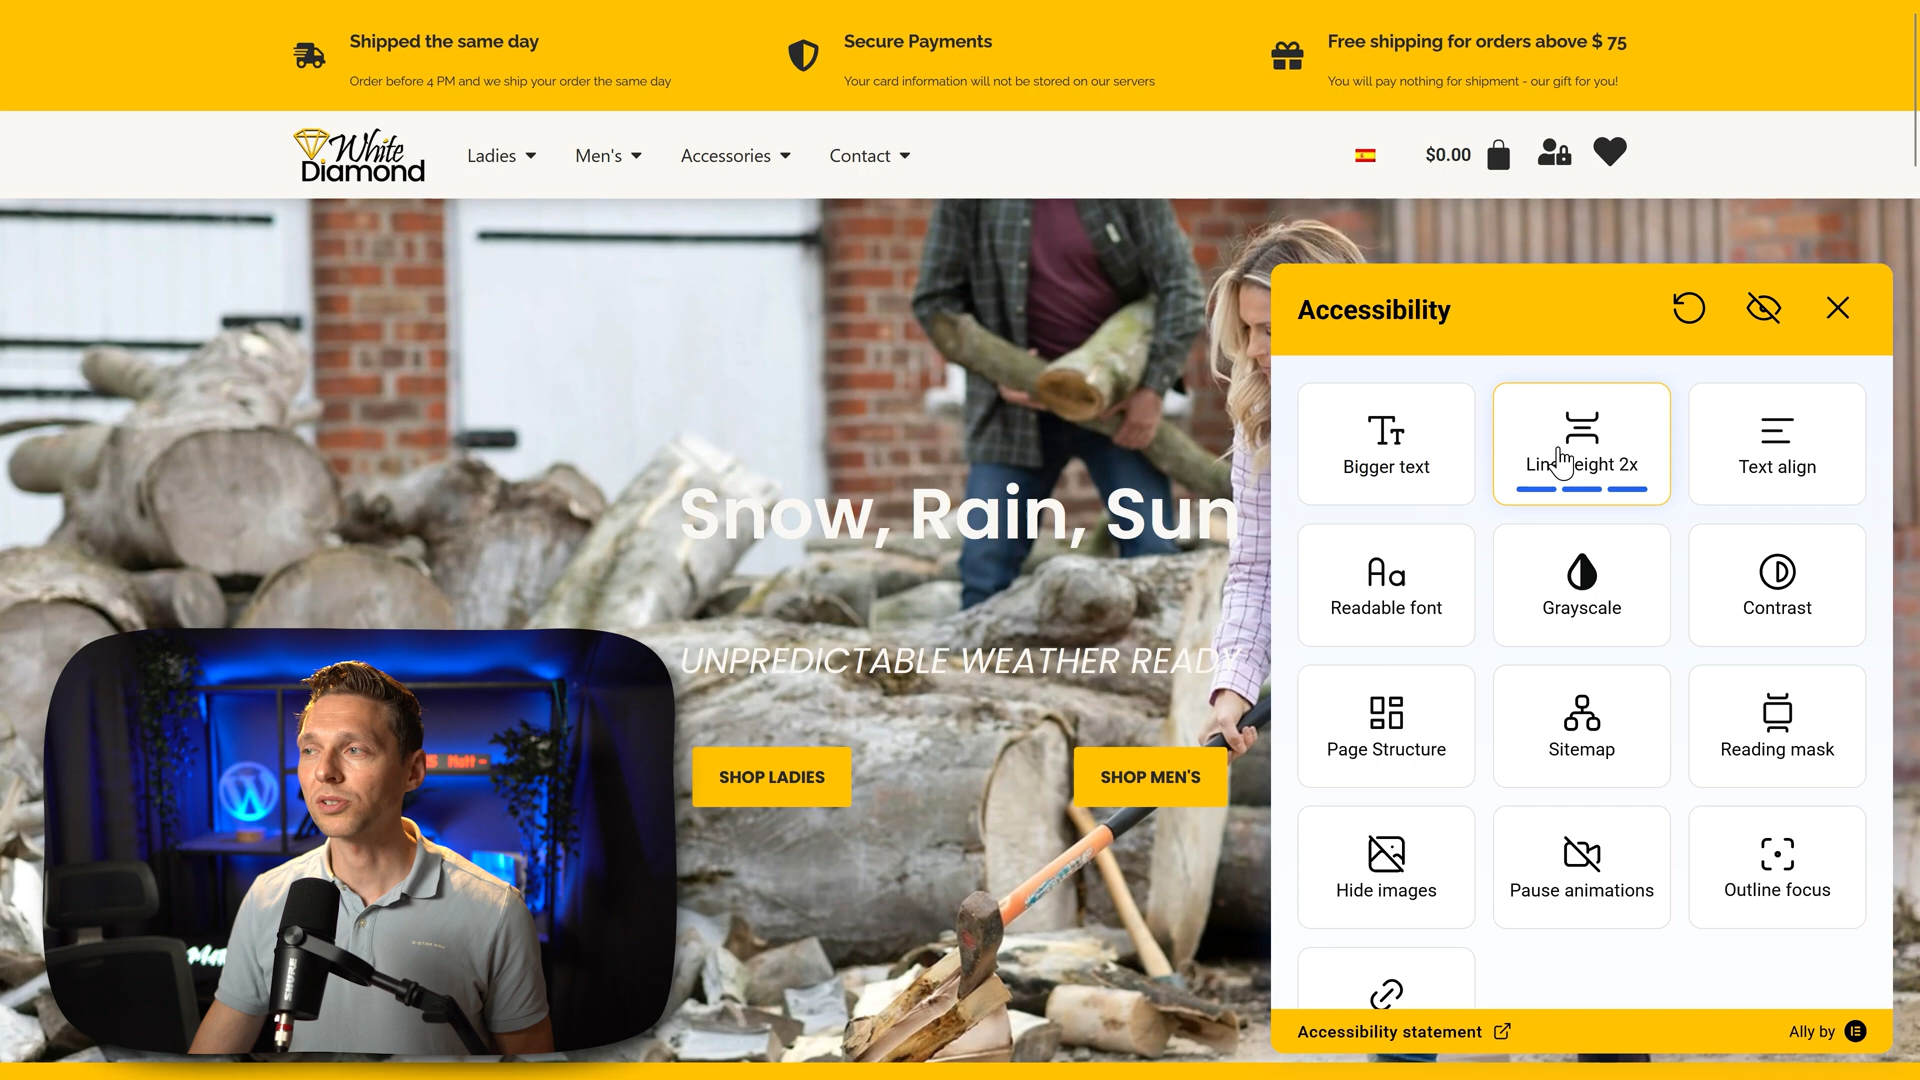 Shipped the same day
Order before 4 PM and we ship your order the same day
Secure Payments
Your card information will not be stored on our servers
Free shipping for orders above $ 75
You will pay nothing for shipment - our gift for you!
White
Diamond
Ladies
Men's
Accessories
Contact
$0.00
Snow, Rain, Sun
UNPREDICTABLE WEATHER READY
SHOP LADIES
SHOP MEN'S
Accessibility
Bigger text
Line height 2x
Text align
Readable font
Grayscale
Contrast
Page Structure
Sitemap
Reading mask
Hide images
Pause animations
Outline focus
Accessibility statement
Ally by
SHURE